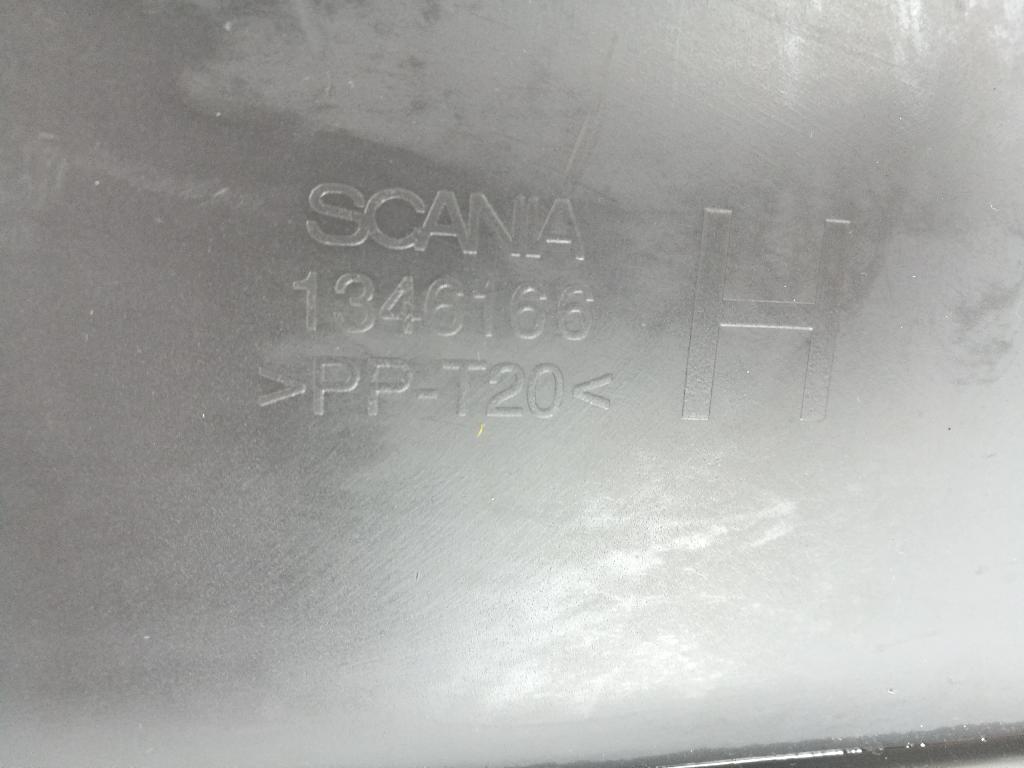 SCANIA
1346166
>PP-T20<
H